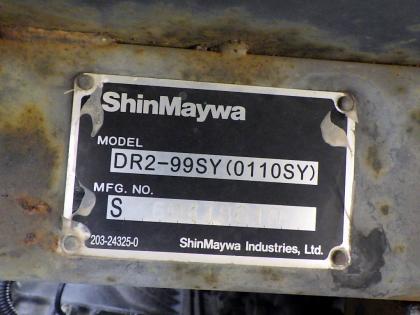 ShinMaywa
MODEL
DR2-99SY(0110SY)
MFG. NO.
S
203-24325-0 ShinMaywa Industries, Ltd.